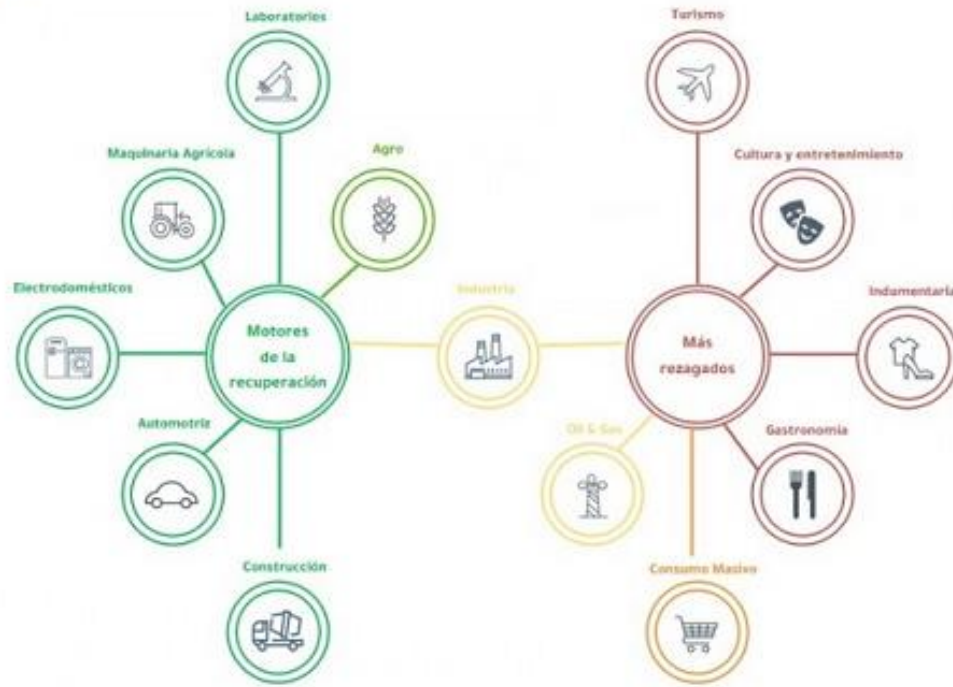 Laboratorios
Turismo
Maquinaria Agrícola
Agro
Cultura y entretenimiento
Electrodomésticos
Industria
Indumentaria
Motores
de la
recuperación
Más
rezagados
Automotriz
Oil & Gas
Gastronomía
Construcción
Consumo Masivo